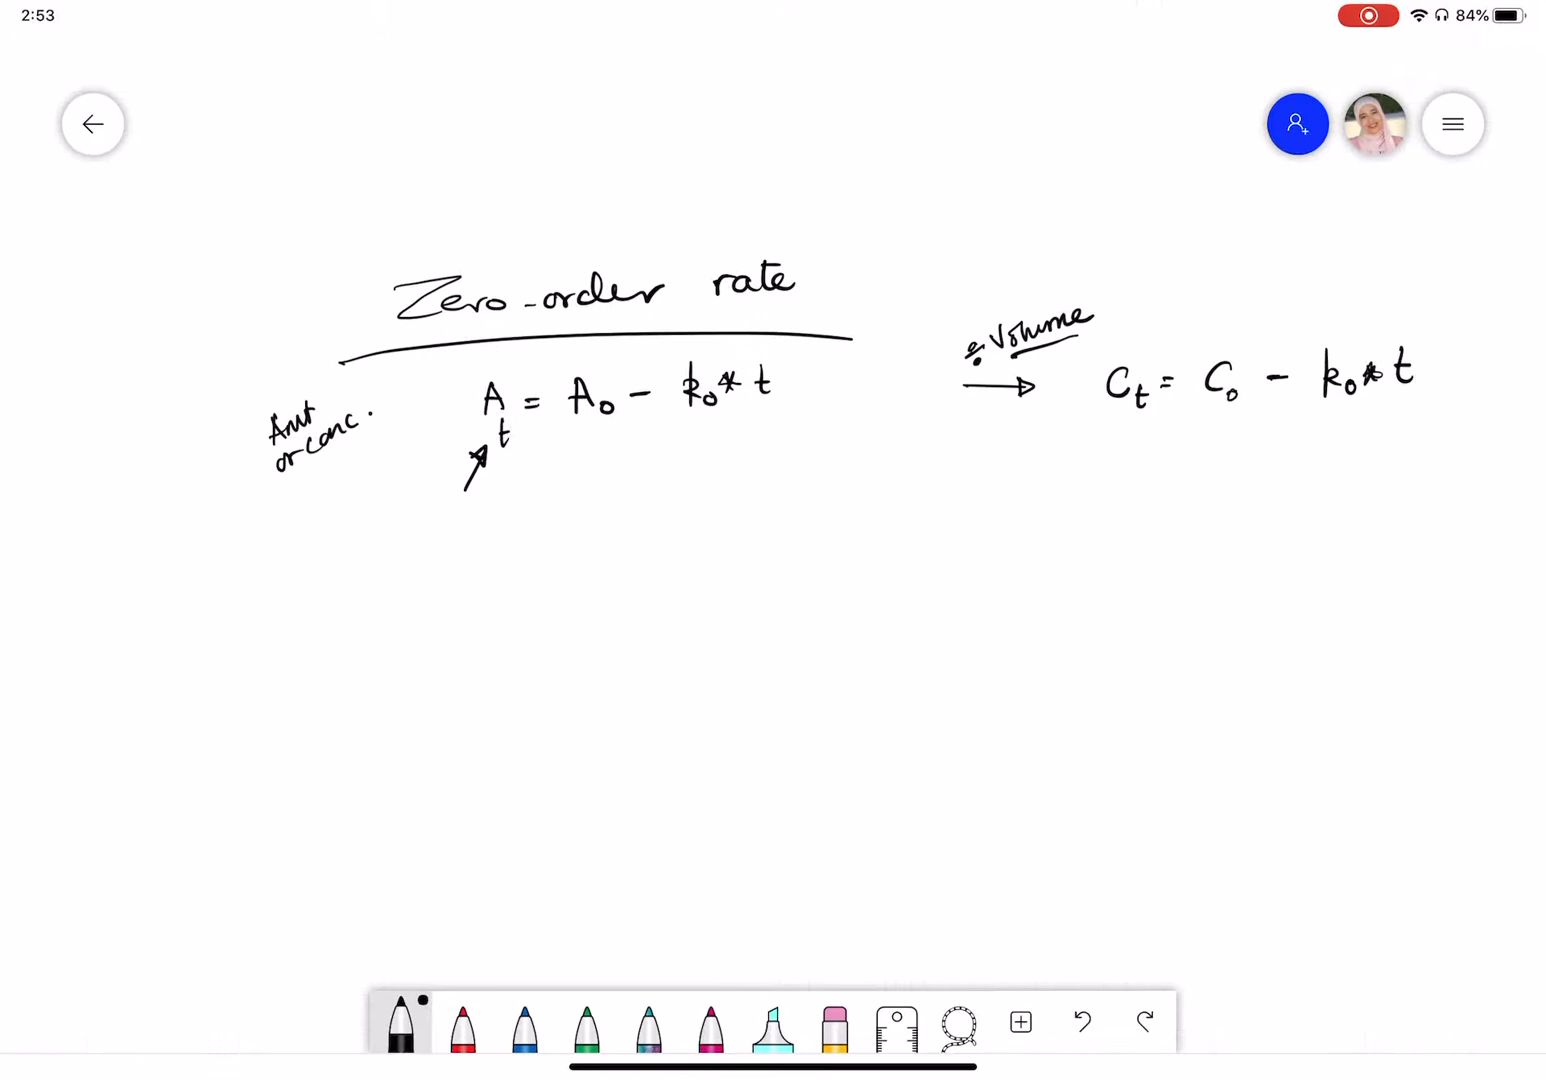 2:53
84%
Zero-order rate
÷ Volume
Amt
or conc.
A t = A₀ - k₀* t
Cₜ = C₀ - k₀* t